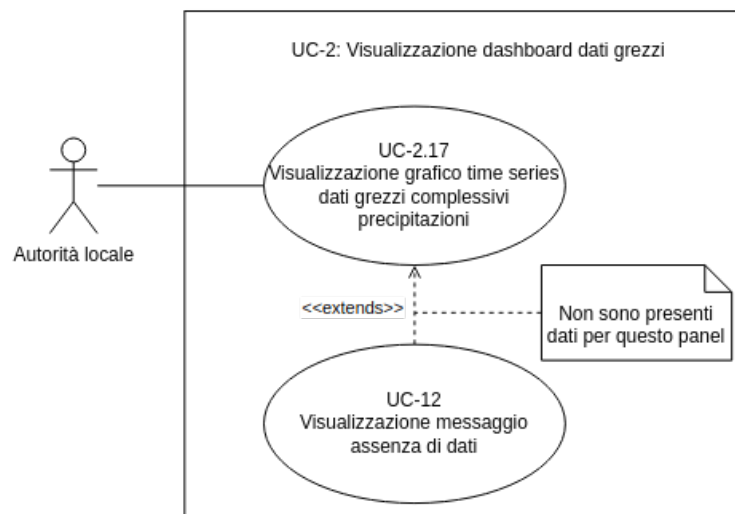 UC-2: Visualizzazione dashboard dati grezzi
UC-2.17
Visualizzazione grafico time series
dati grezzi complessivi
precipitazioni
Autorità locale
<<extends>>
Non sono presenti
dati per questo panel
UC-12
Visualizzazione messaggio
assenza di dati